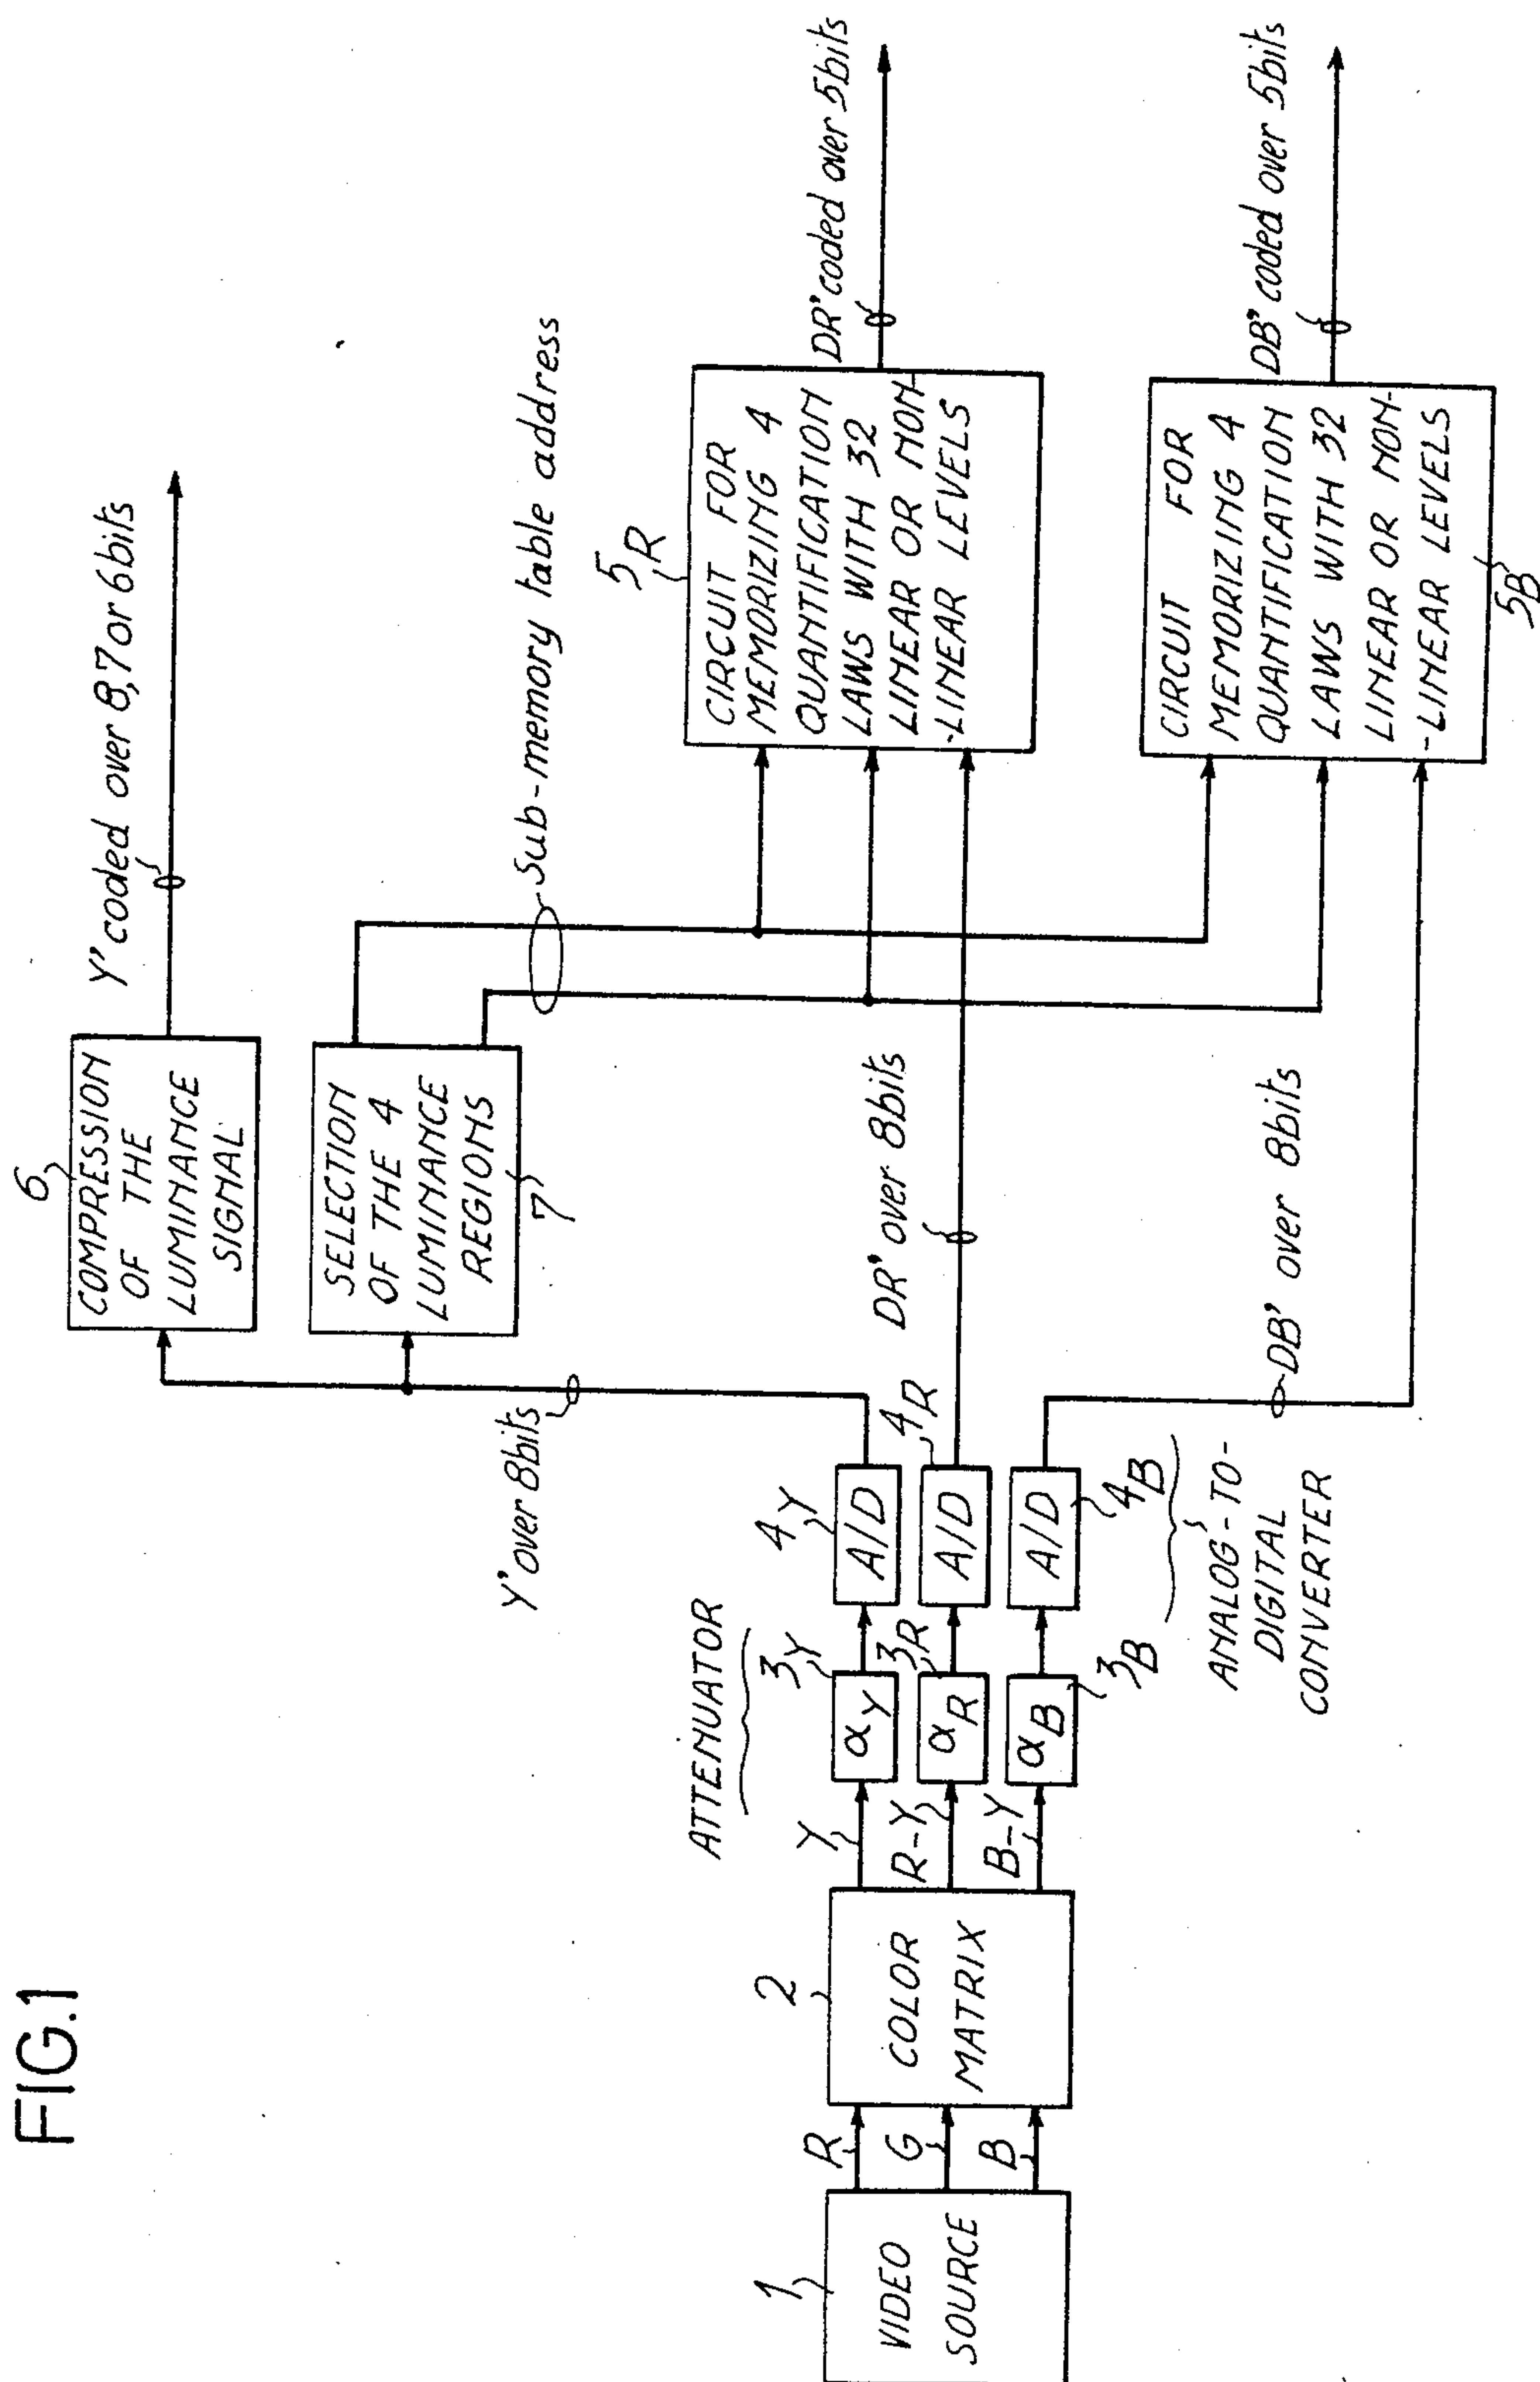 FIG.1
1
VIDEO
SOURCE
R
G
B
2
COLOR
MATRIX
Y
R-Y
B-Y
ATTENUATOR
3Y
αY
3R
αR
3B
αB
4Y
A/D
4R
A/D
4B
A/D
ANALOG-TO-
DIGITAL
CONVERTER
Y' over 8bits
DR' over 8bits
DB' over 8bits
6
COMPRESSION
OF THE
LUMINANCE
SIGNAL
7
SELECTION
OF THE 4
LUMINANCE
REGIONS
Y' coded over 8,7 or 6bits
Sub-memory table address
5R
CIRCUIT FOR
MEMORIZING 4
QUANTIFICATION
LAWS WITH 32
LINEAR OR NON-
-LINEAR LEVELS
DR' coded over 5bits
5B
CIRCUIT FOR
MEMORIZING 4
QUANTIFICATION
LAWS WITH 32
LINEAR OR NON-
-LINEAR LEVELS
DB' coded over 5bits